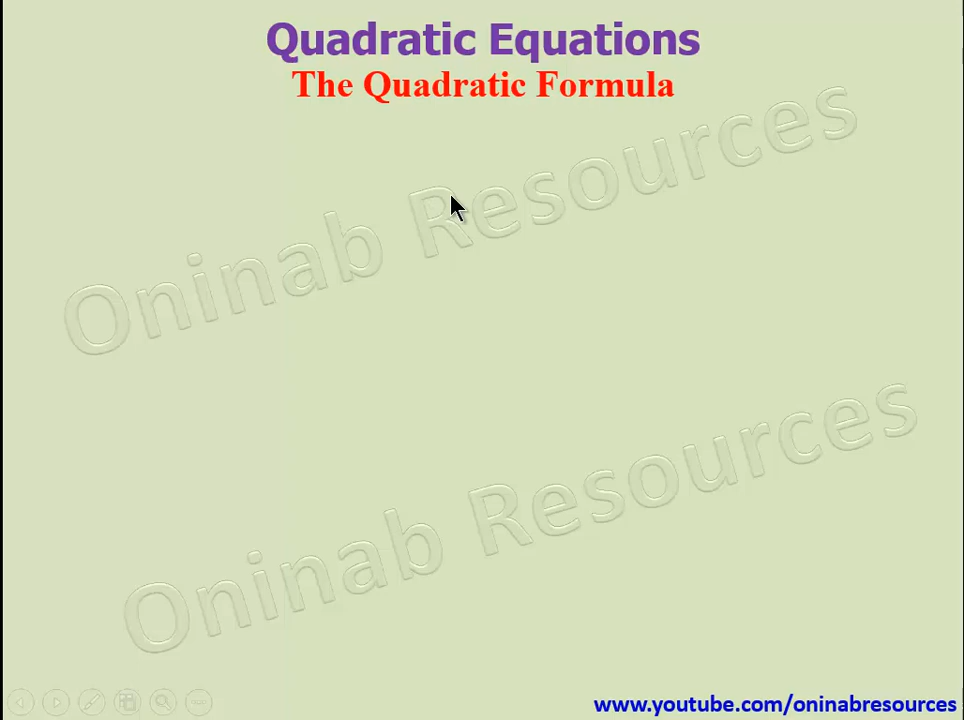 Quadratic Equations
The Quadratic Formula
Oninab Resources
Oninab Resources
www.youtube.com/oninabresources